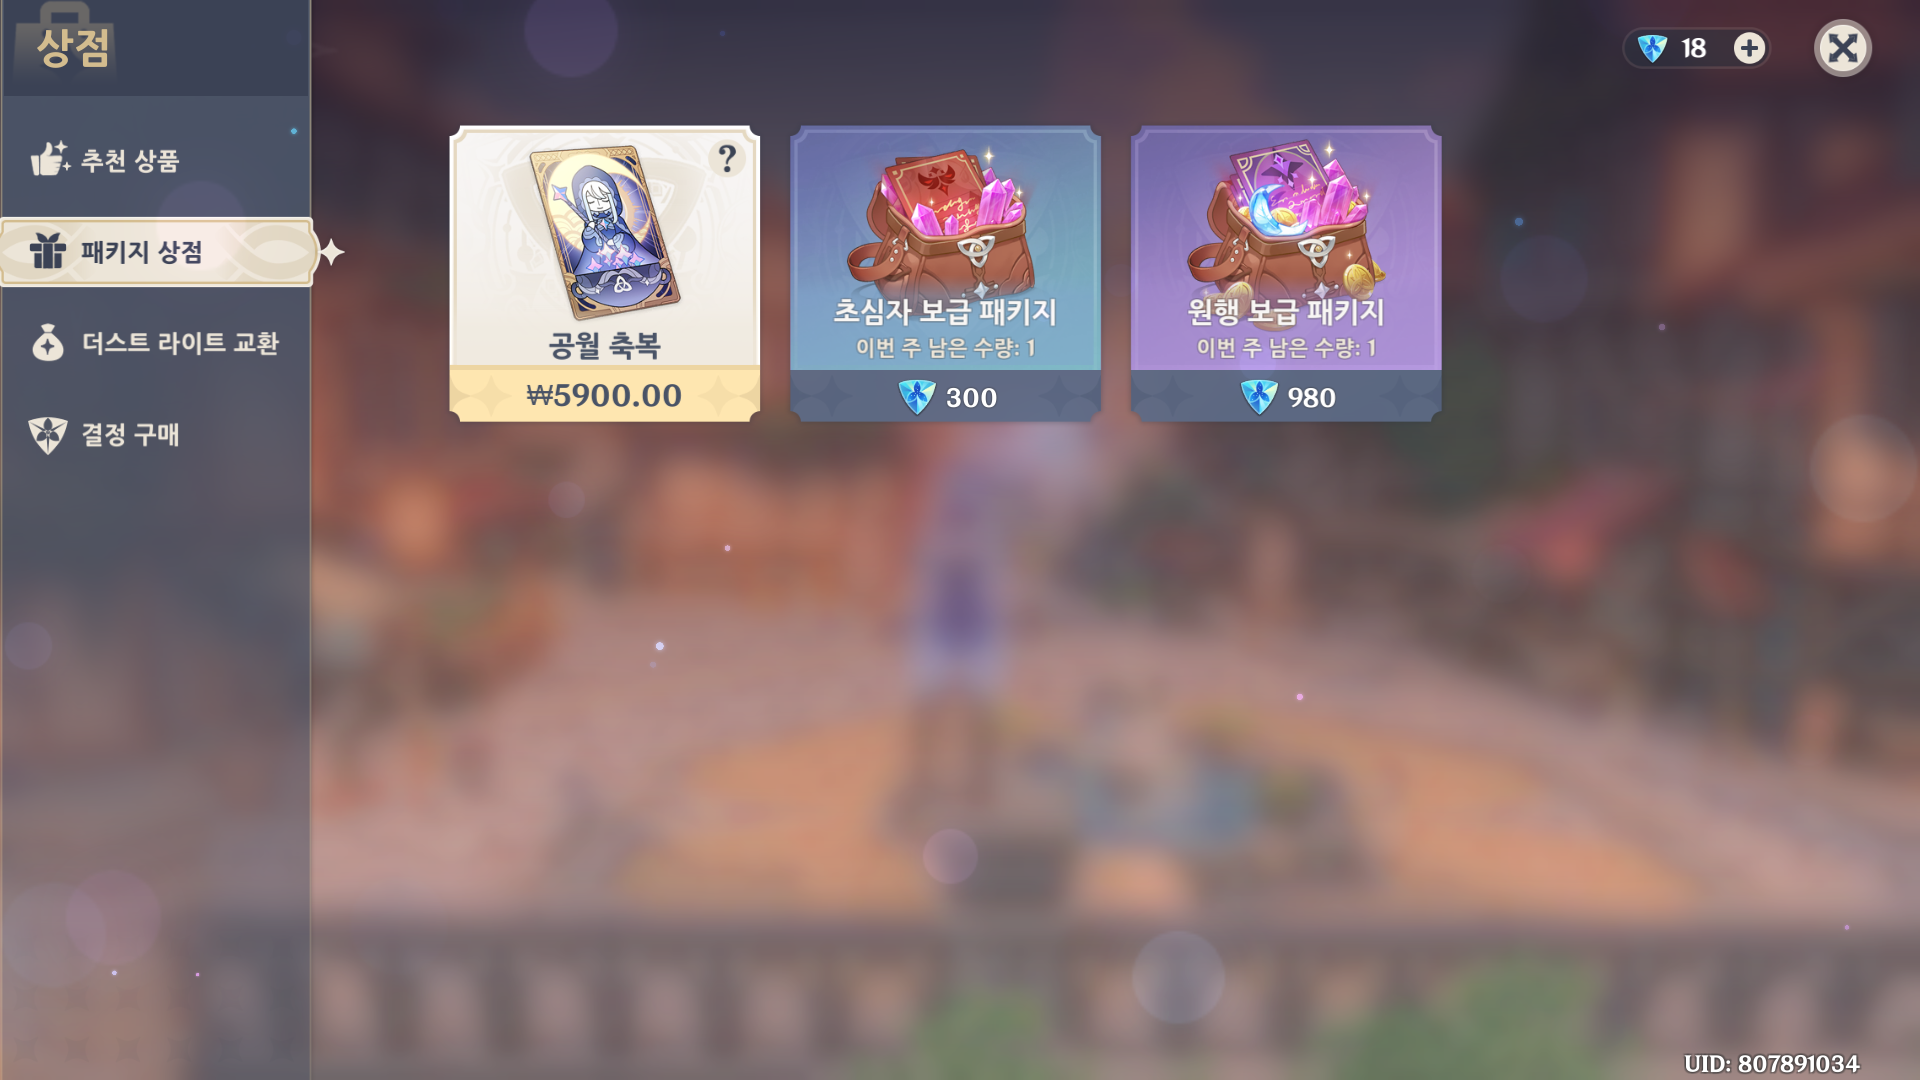 상점
추천 상품
패키지 상점
더스트 라이트 교환
결정 구매
18
?
공월 축복
₩5900.00
초심자 보급 패키지
이번 주 남은 수량: 1
300
원행 보급 패키지
이번 주 남은 수량: 1
980
UID: 807891034